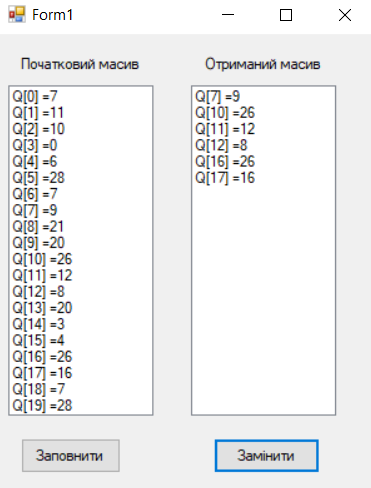 Form1
Початковий масив
Отриманий масив
Q[0] =7
Q[1] =11
Q[2] =10
Q[3] =0
Q[4] =6
Q[5] =28
Q[6] =7
Q[7] =9
Q[8] =21
Q[9] =20
Q[10] =26
Q[11] =12
Q[12] =8
Q[13] =20
Q[14] =3
Q[15] =4
Q[16] =26
Q[17] =16
Q[18] =7
Q[19] =28
Q[7] =9
Q[10] =26
Q[11] =12
Q[12] =8
Q[16] =26
Q[17] =16
Заповнити
Замінити